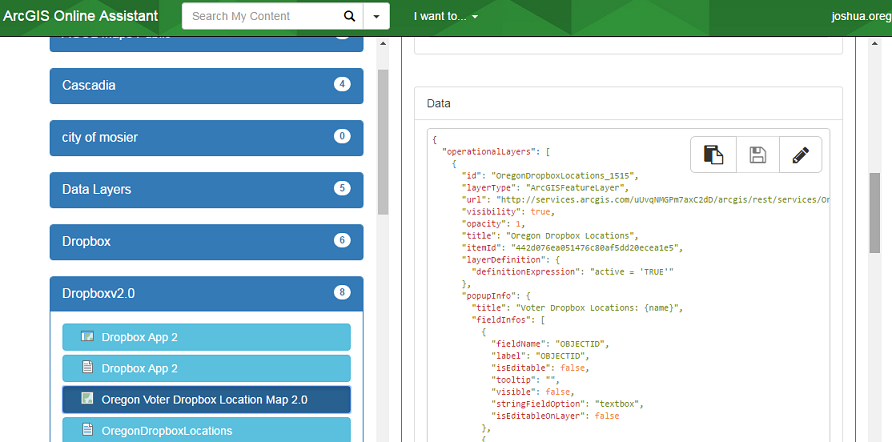 ArcGIS Online Assistant
Search My Content
I want to...
joshua.oreg
Cascadia 4
city of mosier 0
Data Layers 5
Dropbox 6
Dropboxv2.0 8
Dropbox App 2
Dropbox App 2
Oregon Voter Dropbox Location Map 2.0
OregonDropboxLocations
Data
{
"operationalLayers": [
{
"id": "OregonDropboxLocations_1515",
"layerType": "ArcGISFeatureLayer",
"url": "http://services.arcgis.com/uUvqNMGPm7axC2dD/arcgis/rest/services/Or
"visibility": true,
"opacity": 1,
"title": "Oregon Dropbox Locations",
"itemId": "442d076ea051476c80af5dd20ecea1e5",
"layerDefinition": {
"definitionExpression": "active = 'TRUE'"
},
"popupInfo": {
"title": "Voter Dropbox Locations: {name}",
"fieldInfos": [
{
"fieldName": "OBJECTID",
"label": "OBJECTID",
"isEditable": false,
"tooltip": "",
"visible": false,
"stringFieldOption": "textbox",
"isEditableOnLayer": false
},
{